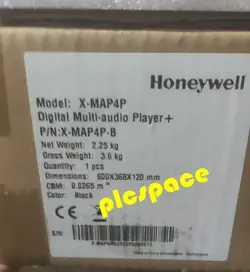 Honeywell
Model: X-MAP4P
Digital Multi-audio Player+
P/N:X-MAP4P-B
Net Weight: 2.25 kg
Gross Weight: 3.6 kg
Quantity: 1 pcs
Dimensions: 600X368X120 mm
CBM: 0.0265 m³
Color: Black
plcspace
CE
S/N: